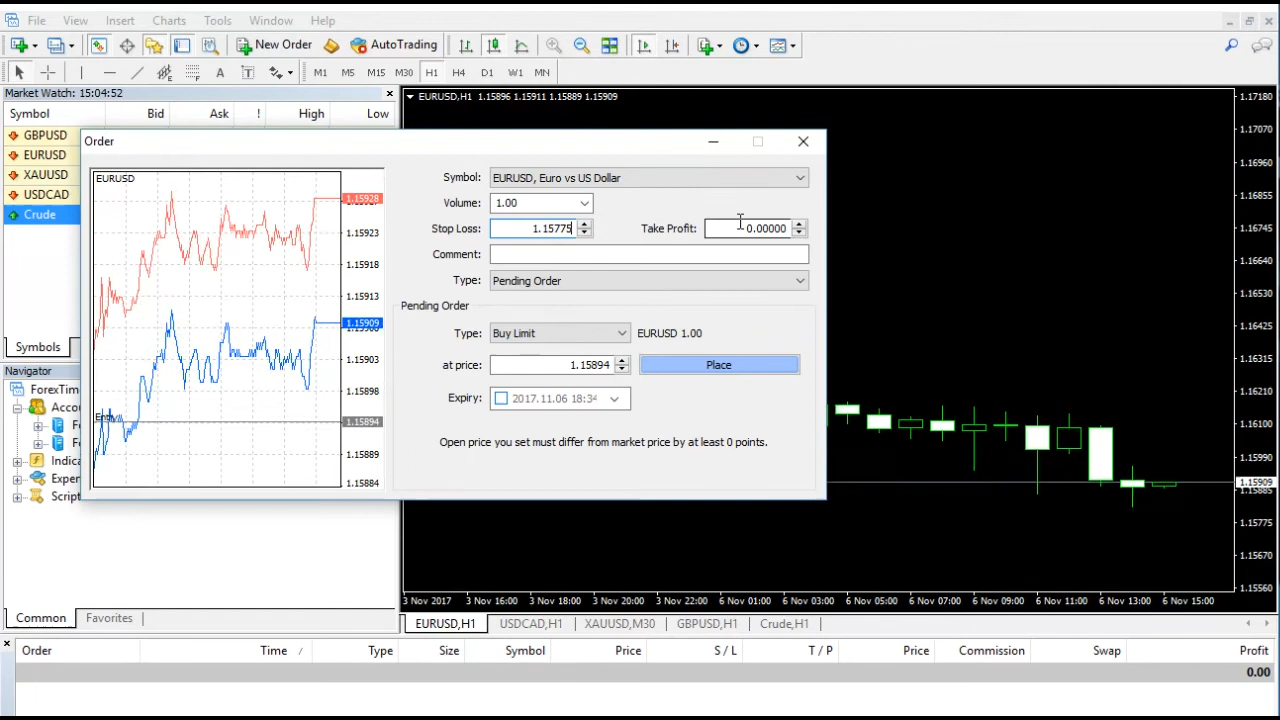 File View Insert Charts Tools Window Help
New Order AutoTrading
A T M1 M5 M15 M30 H1 H4 D1 W1 MN
Market Watch: 15:04:52
Symbol Bid Ask ! High Low
GBPUSD
EURUSD
XAUUSD
USDCAD
Crude
Symbols
Navigator
ForexTime
Common Favorites
Order
EURUSD
1.15928
1.15923
1.15918
1.15913
1.15909
1.15903
1.15898
1.15894
1.15889
1.15884
Symbol: EURUSD, Euro vs US Dollar
Volume: 1.00
Stop Loss: 1.15775 Take Profit: 0.00000
Comment:
Type: Pending Order
Pending Order
Type: Buy Limit EURUSD 1.00
at price: 1.15894 Place
Expiry: 2017.11.06 18:34
Open price you set must differ from market price by at least 0 points.
EURUSD,H1 1.15896 1.15911 1.15889 1.15909
1.17180
1.17070
1.16960
1.16855
1.16745
1.16640
1.16530
1.16425
1.16315
1.16210
1.16100
1.15990
1.15909
1.15885
1.15775
1.15670
1.15560
3 Nov 2017 3 Nov 16:00 3 Nov 18:00 3 Nov 20:00 3 Nov 22:00 6 Nov 01:00 6 Nov 03:00 6 Nov 05:00 6 Nov 07:00 6 Nov 09:00 6 Nov 11:00 6 Nov 13:00 6 Nov 15:00
EURUSD,H1 USDCAD,H1 XAUUSD,M30 GBPUSD,H1 Crude,H1
Order Time / Type Size Symbol Price S / L T / P Price Commission Swap Profit
0.00